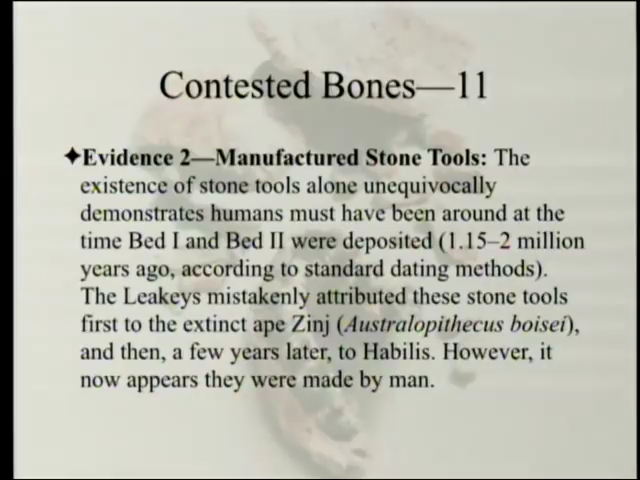 Contested Bones—11
✦Evidence 2—Manufactured Stone Tools: The
existence of stone tools alone unequivocally
demonstrates humans must have been around at the
time Bed I and Bed II were deposited (1.15–2 million
years ago, according to standard dating methods).
The Leakeys mistakenly attributed these stone tools
first to the extinct ape Zinj (Australopithecus boisei),
and then, a few years later, to Habilis. However, it
now appears they were made by man.